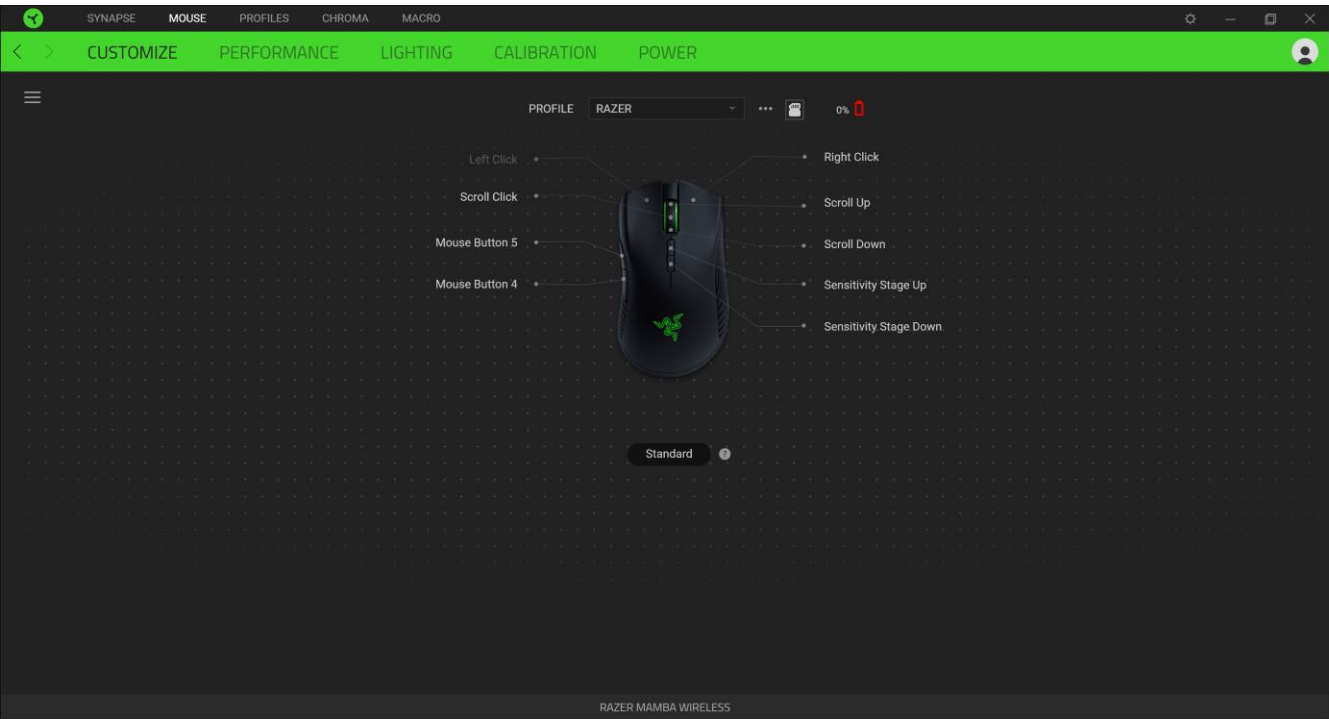 SYNAPSE MOUSE PROFILES CHROMA MACRO
CUSTOMIZE PERFORMANCE LIGHTING CALIBRATION POWER
PROFILE RAZER 0%
Left Click Right Click
Scroll Click Scroll Up
Mouse Button 5 Scroll Down
Mouse Button 4 Sensitivity Stage Up
Sensitivity Stage Down
Standard ?
RAZER MAMBA WIRELESS